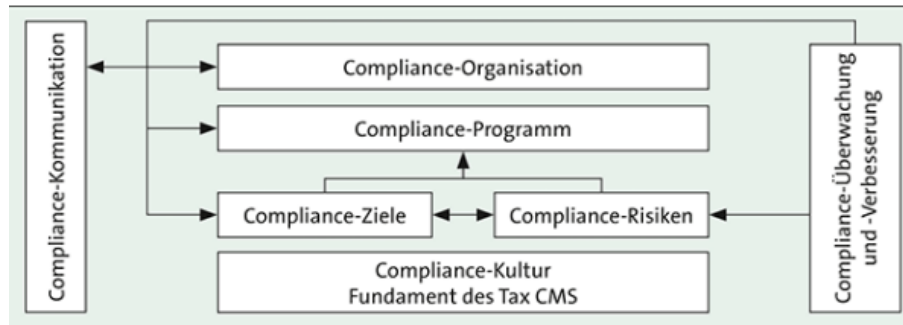 Compliance-Kommunikation
Compliance-Organisation
Compliance-Programm
Compliance-Ziele
Compliance-Risiken
Compliance-Kultur
Fundament des Tax CMS
Compliance-Überwachung
und -Verbesserung